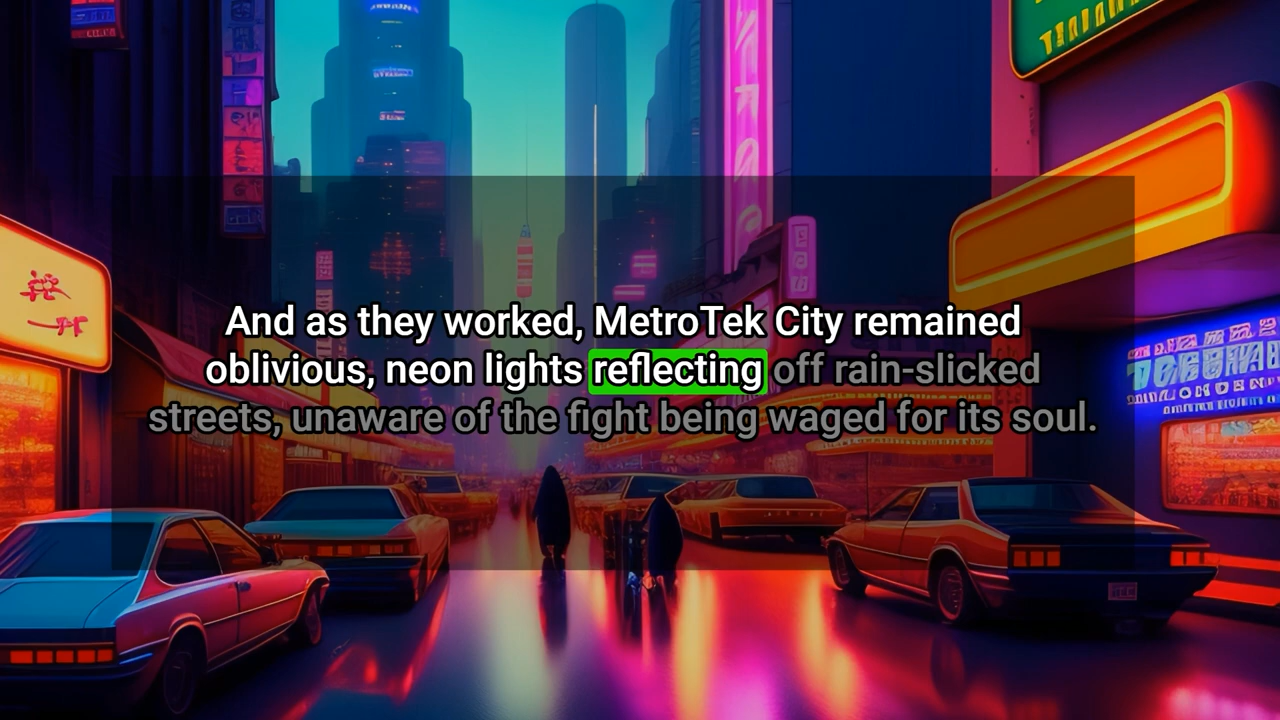 And as they worked, MetroTek City remained
oblivious, neon lights reflecting off rain-slicked
streets, unaware of the fight being waged for its soul.